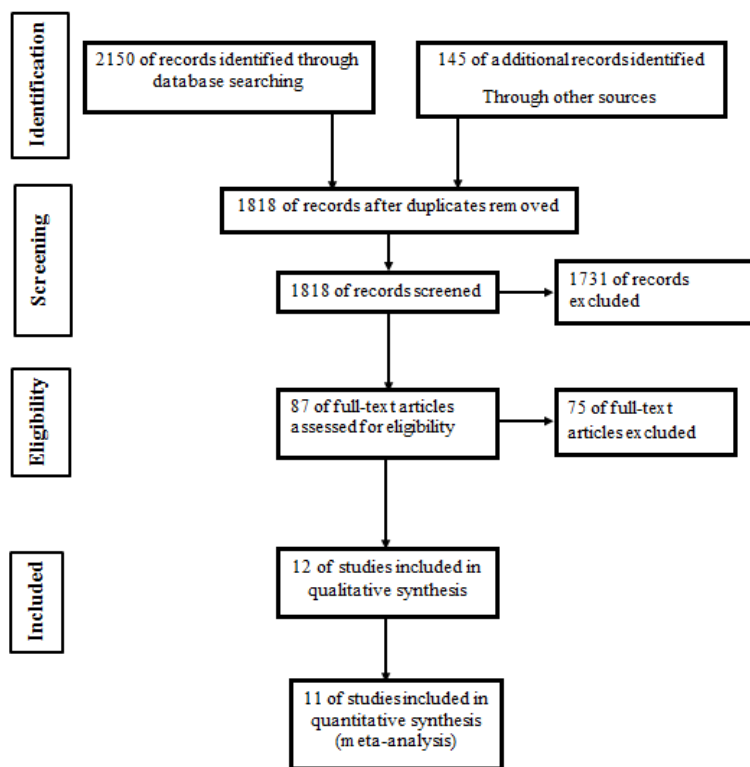 Identification
2150 of records identified through
database searching
145 of additional records identified
Through other sources
Screening
1818 of records after duplicates removed
1818 of records screened
1731 of records
excluded
Eligibility
87 of full-text articles
assessed for eligibility
75 of full-text
articles excluded
Included
12 of studies included in
qualitative synthesis
11 of studies included in
quantitative synthesis
(meta-analysis)